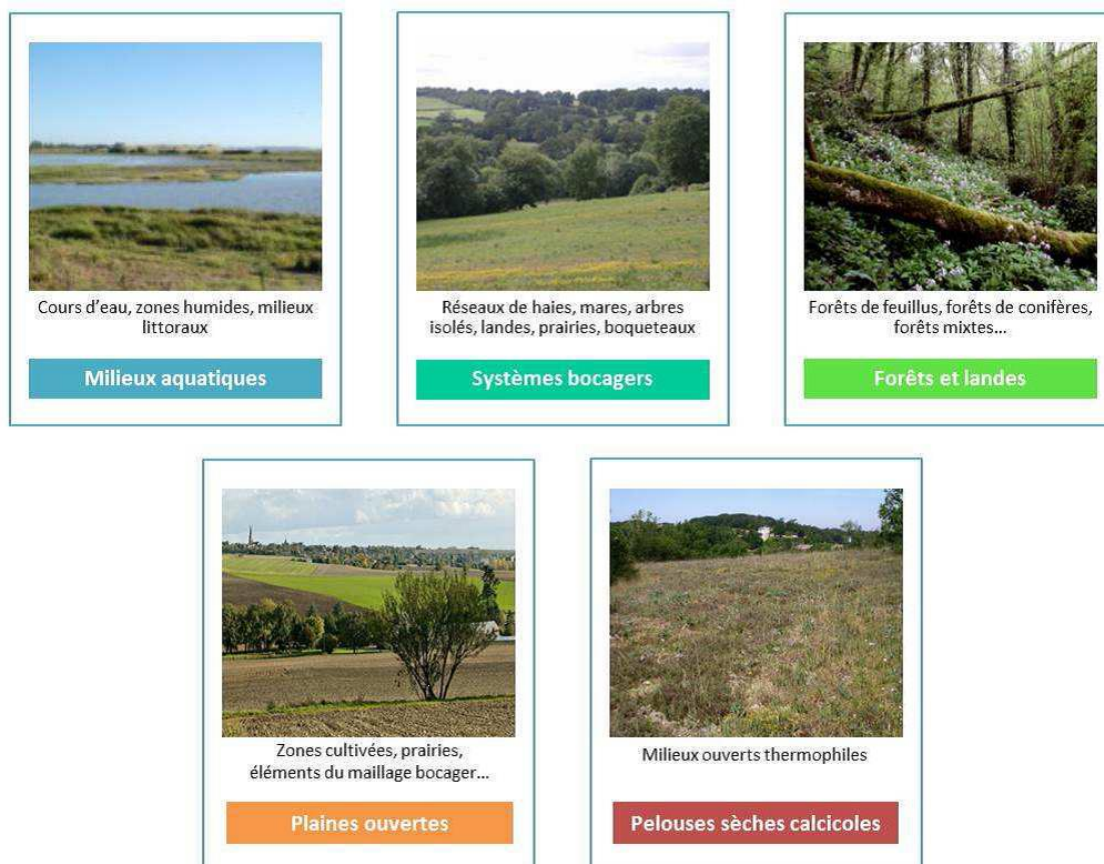 Cours d'eau, zones humides, milieux
littoraux
Milieux aquatiques
Réseaux de haies, mares, arbres
isolés, landes, prairies, boqueteaux
Systèmes bocagers
Forêts de feuillus, forêts de conifères,
forêts mixtes...
Forêts et landes
Zones cultivées, prairies,
éléments du maillage bocager...
Plaines ouvertes
Milieux ouverts thermophiles
Pelouses sèches calcicoles